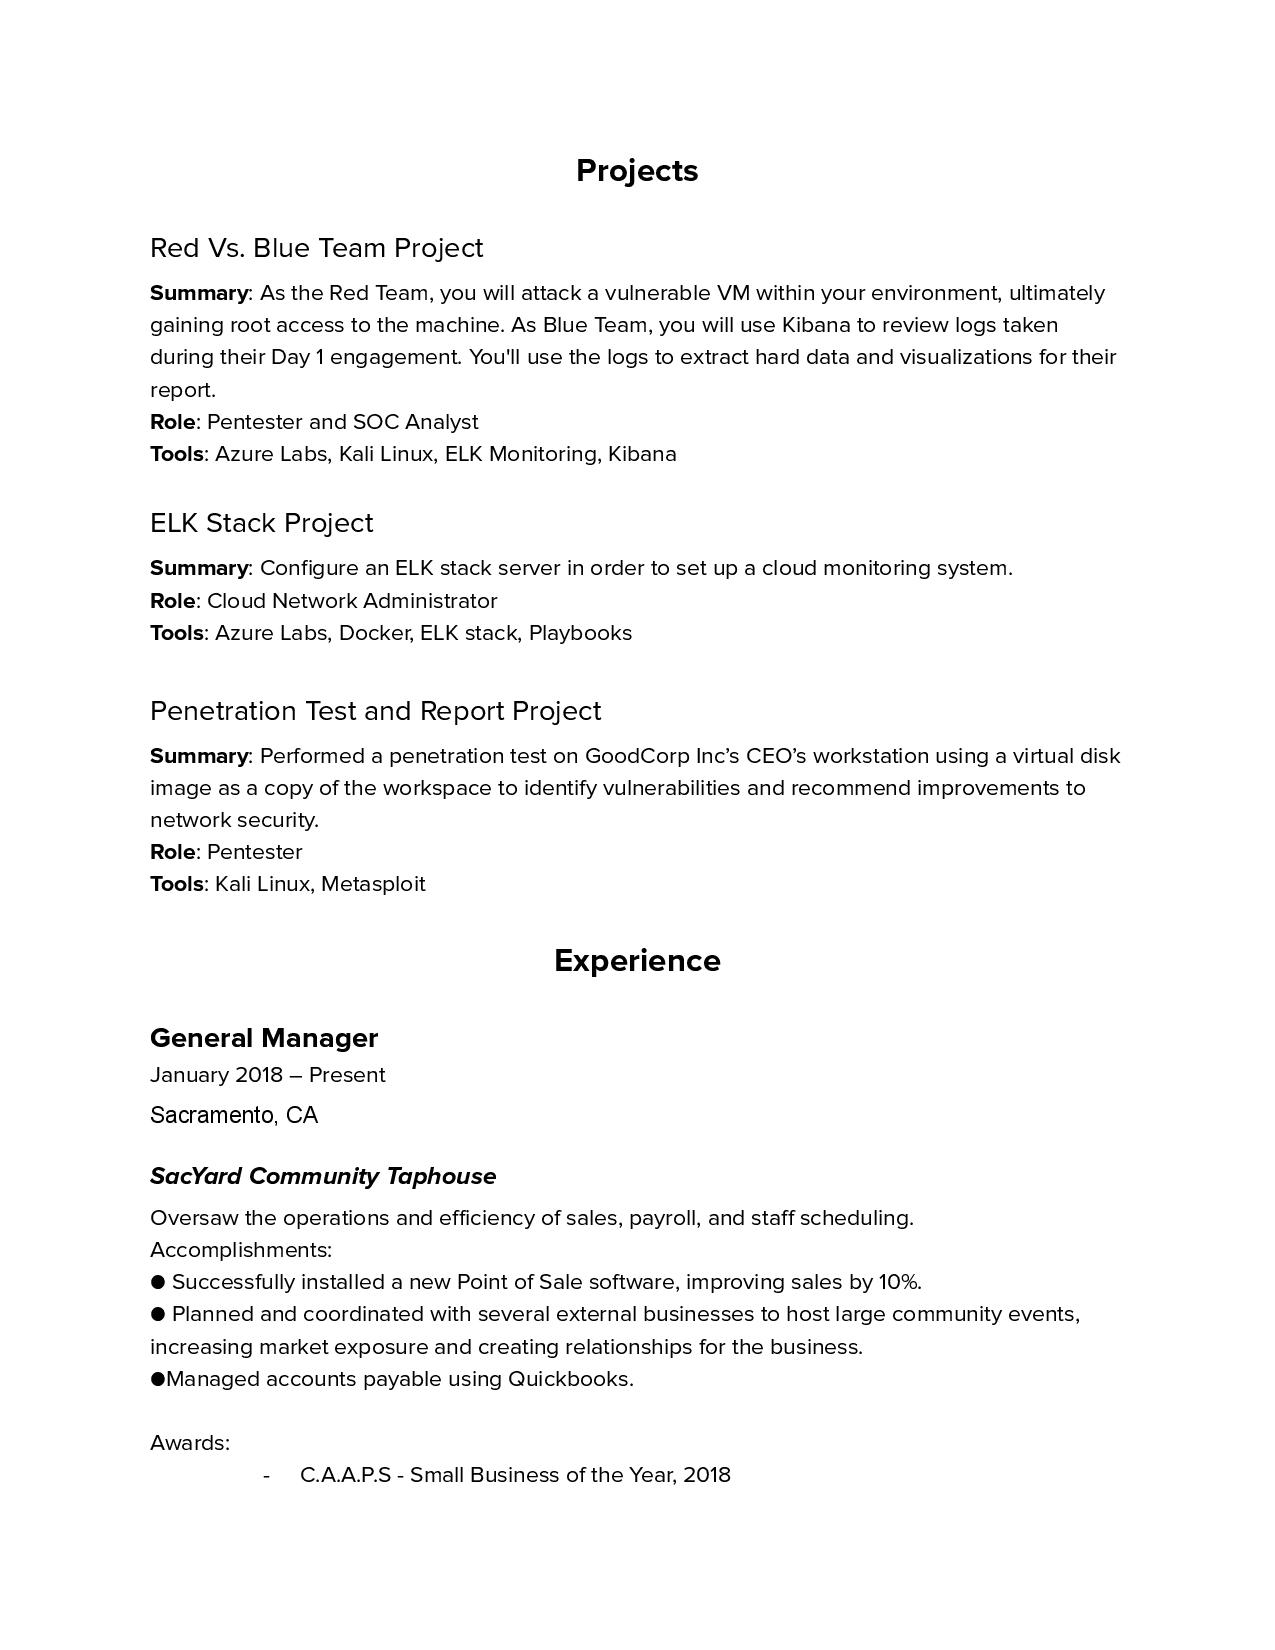 Projects
Red Vs. Blue Team Project
Summary: As the Red Team, you will attack a vulnerable VM within your environment, ultimately
gaining root access to the machine. As Blue Team, you will use Kibana to review logs taken
during their Day 1 engagement. You'll use the logs to extract hard data and visualizations for their
report.
Role: Pentester and SOC Analyst
Tools: Azure Labs, Kali Linux, ELK Monitoring, Kibana
ELK Stack Project
Summary: Configure an ELK stack server in order to set up a cloud monitoring system.
Role: Cloud Network Administrator
Tools: Azure Labs, Docker, ELK stack, Playbooks
Penetration Test and Report Project
Summary: Performed a penetration test on GoodCorp Inc’s CEO’s workstation using a virtual disk
image as a copy of the workspace to identify vulnerabilities and recommend improvements to
network security.
Role: Pentester
Tools: Kali Linux, Metasploit
Experience
General Manager
January 2018 – Present
Sacramento, CA
SacYard Community Taphouse
Oversaw the operations and efficiency of sales, payroll, and staff scheduling.
Accomplishments:
● Successfully installed a new Point of Sale software, improving sales by 10%.
● Planned and coordinated with several external businesses to host large community events,
increasing market exposure and creating relationships for the business.
●Managed accounts payable using Quickbooks.
Awards:
- C.A.A.P.S - Small Business of the Year, 2018